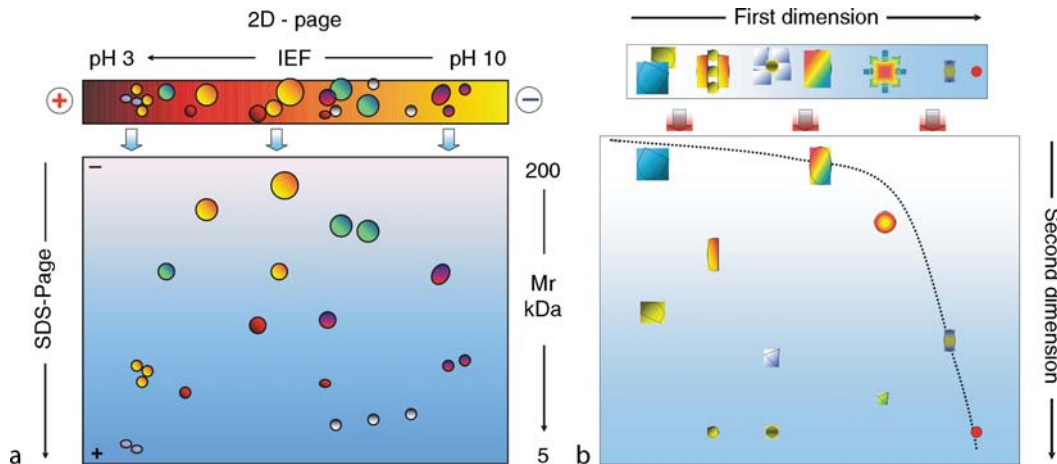 2D - page
pH 3 IEF pH 10
+ −
−
SDS-Page
200
Mr
kDa
5
+
a
First dimension
Second dimension
b